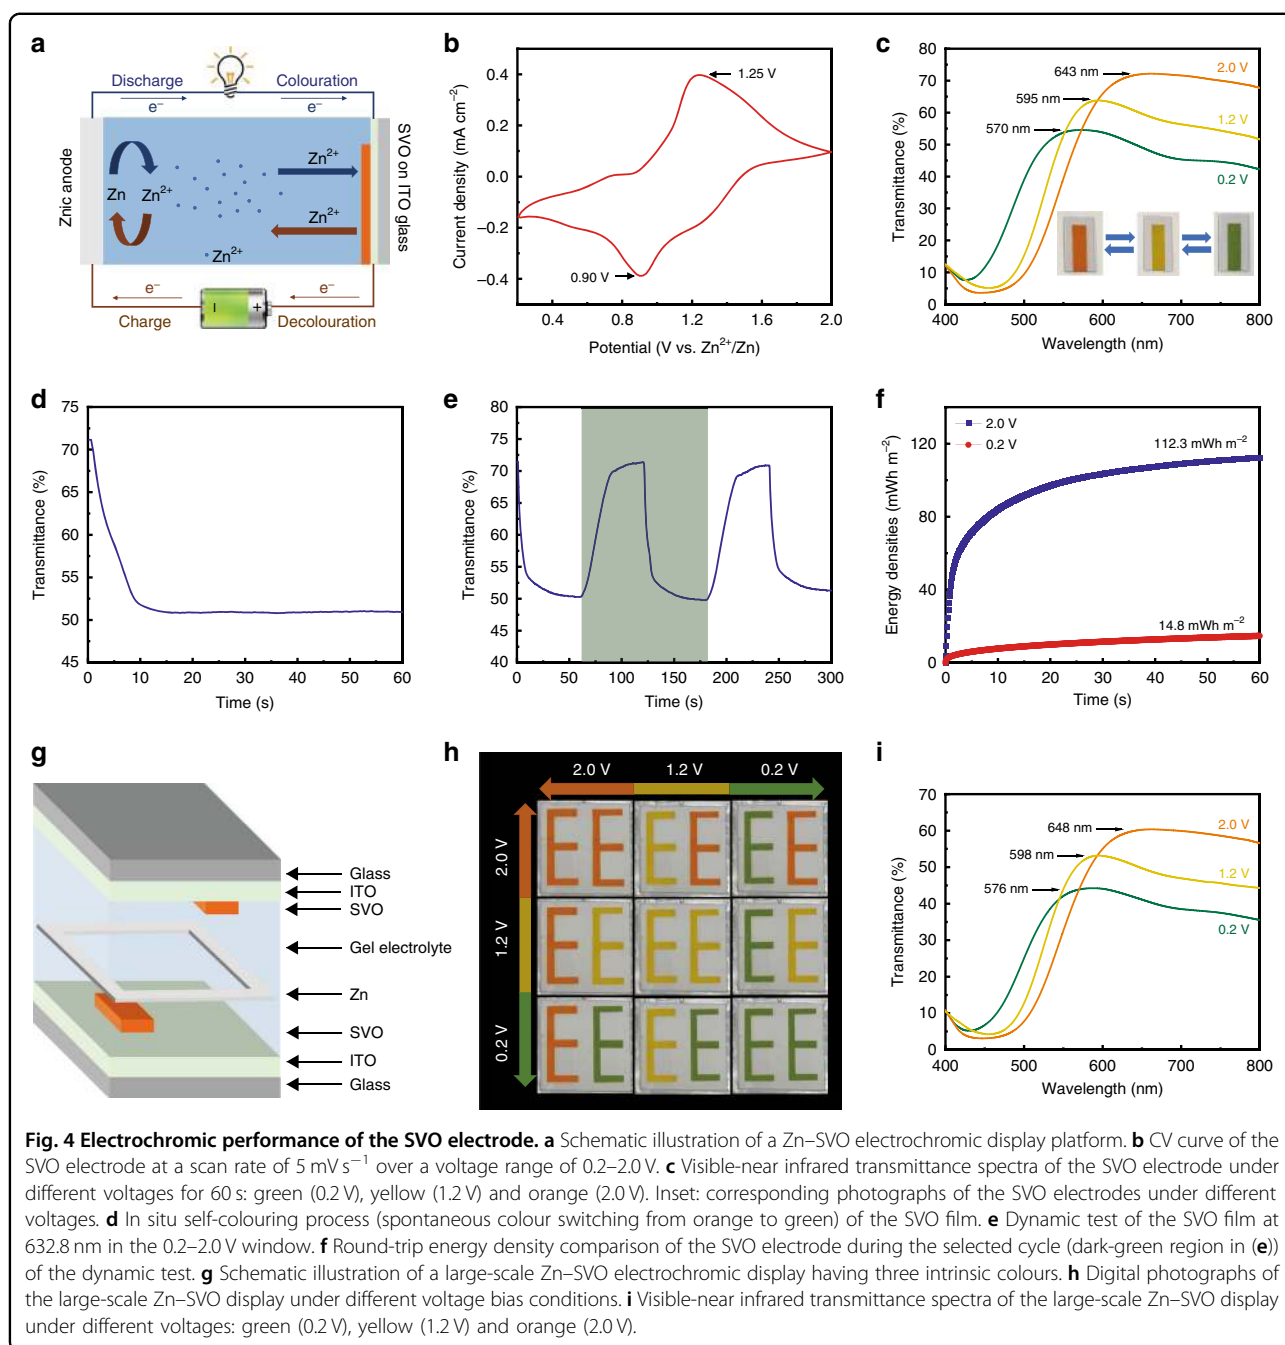 a
Discharge
Colouration
e⁻
e⁻
Znic anode
Zn
Zn²⁺
Zn²⁺
Zn²⁺
Zn²⁺
SVO on ITO glass
e⁻
e⁻
Charge
Decolouration
b
Current density (mA cm⁻²)
0.4
0.2
0.0
−0.2
−0.4
1.25 V
0.90 V
0.4
0.8
1.2
1.6
2.0
Potential (V vs. Zn²⁺/Zn)
c
Transmittance (%)
80
70
60
50
40
30
20
10
0
643 nm
2.0 V
595 nm
1.2 V
570 nm
0.2 V
400
500
600
700
800
Wavelength (nm)
d
Transmittance (%)
75
70
65
60
55
50
45
0
10
20
30
40
50
60
Time (s)
e
Transmittance (%)
80
75
70
65
60
55
50
45
40
0
50
100
150
200
250
300
Time (s)
f
Energy densities (mWh m⁻²)
120
80
40
0
2.0 V
0.2 V
112.3 mWh m⁻²
14.8 mWh m⁻²
0
10
20
30
40
50
60
Time (s)
g
Glass
ITO
SVO
Gel electrolyte
Zn
SVO
ITO
Glass
h
2.0 V
1.2 V
0.2 V
2.0 V
1.2 V
0.2 V
EE
EE
EE
EE
EE
EE
EE
EE
EE
i
Transmittance (%)
70
60
50
40
30
20
10
0
648 nm
2.0 V
598 nm
1.2 V
576 nm
0.2 V
400
500
600
700
800
Wavelength (nm)
Fig. 4 Electrochromic performance of the SVO electrode. a Schematic illustration of a Zn–SVO electrochromic display platform. b CV curve of the
SVO electrode at a scan rate of 5 mV s⁻¹ over a voltage range of 0.2–2.0 V. c Visible-near infrared transmittance spectra of the SVO electrode under
different voltages for 60 s: green (0.2 V), yellow (1.2 V) and orange (2.0 V). Inset: corresponding photographs of the SVO electrodes under different
voltages. d In situ self-colouring process (spontaneous colour switching from orange to green) of the SVO film. e Dynamic test of the SVO film at
632.8 nm in the 0.2–2.0 V window. f Round-trip energy density comparison of the SVO electrode during the selected cycle (dark-green region in (e))
of the dynamic test. g Schematic illustration of a large-scale Zn–SVO electrochromic display having three intrinsic colours. h Digital photographs of
the large-scale Zn–SVO display under different voltage bias conditions. i Visible-near infrared transmittance spectra of the large-scale Zn–SVO display
under different voltages: green (0.2 V), yellow (1.2 V) and orange (2.0 V).